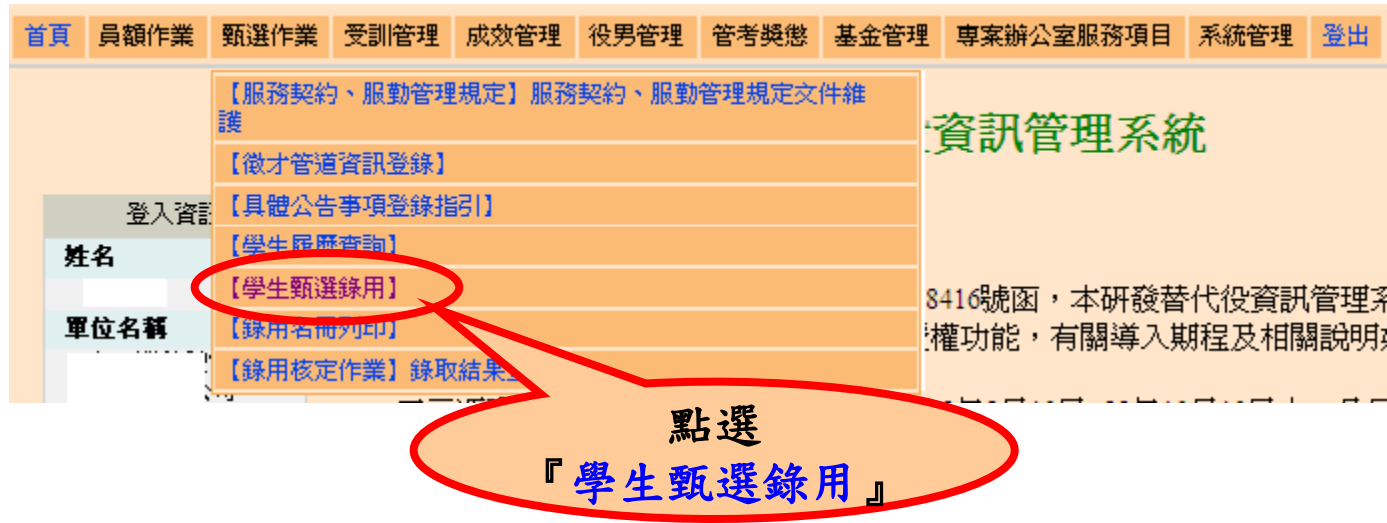 首頁 員額作業 甄選作業 受訓管理 成效管理 役男管理 管考獎懲 基金管理 專案辦公室服務項目 系統管理 登出
【服務契約、服勤管理規定】服務契約、服勤管理規定文件維
護
資訊管理系統
【徵才管道資訊登錄】
登入資訊
【具體公告事項登錄指引】
姓名
【學生履歷查詢】
【學生甄選錄用】
8416號函,本研發替代役資訊管理系
單位名稱
【錄用名冊列印】
權功能,有關導入期程及相關說明
【錄用核定作業】錄取結果
點選
『學生甄選錄用』